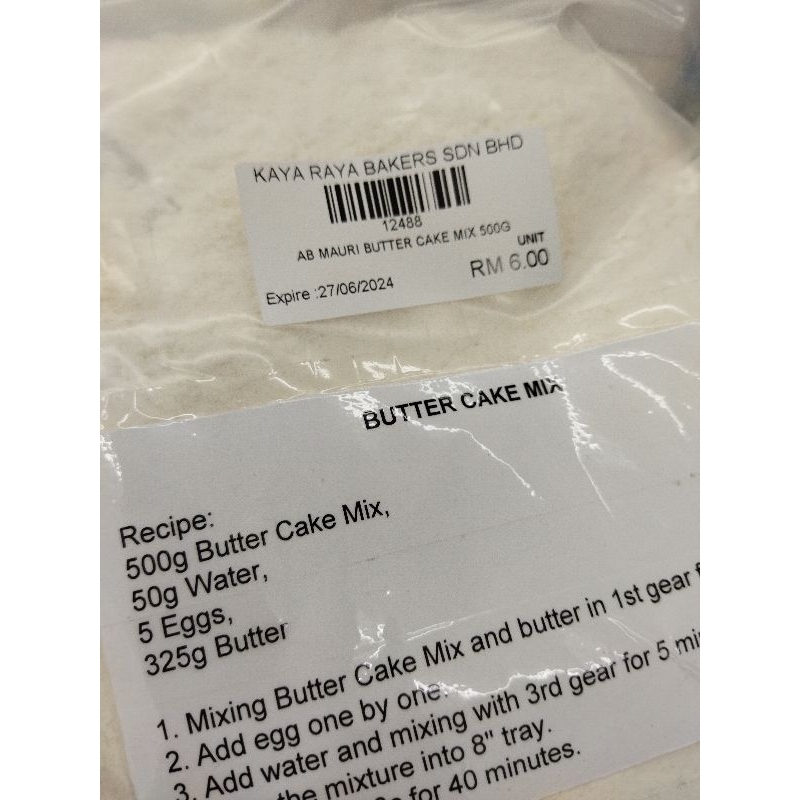 KAYA RAYA BAKERS SDN BHD
12488
AB MAURI BUTTER CAKE MIX 500G
UNIT
Expire :27/06/2024
RM 6.00
BUTTER CAKE MIX
Recipe:
500g Butter Cake Mix,
50g Water,
5 Eggs,
325g Butter
1. Mixing Butter Cake Mix and butter in 1st gear
2. Add egg one by one.
3. Add water and mixing with 3rd gear for 5
the mixture into 8" tray.
for 40 minutes.